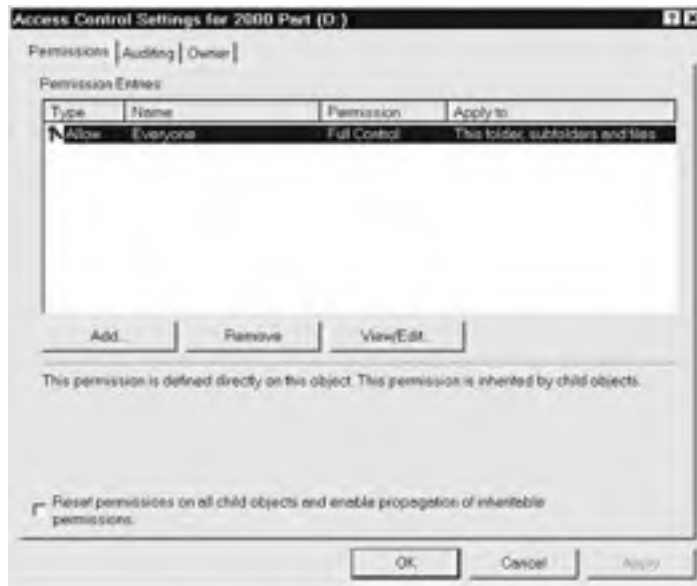 Access Control Settings for 2000 Part (D:)
Permissions Auditing Owner
Permission Entries:
Type Name Permission Apply to
Allow Everyone Full Control This folder, subfolders and files
Add... Remove View/Edit...
This permission is defined directly on this object. This permission is inherited by child objects.
Reset permissions on all child objects and enable propagation of inheritable
permissions.
OK Cancel Apply